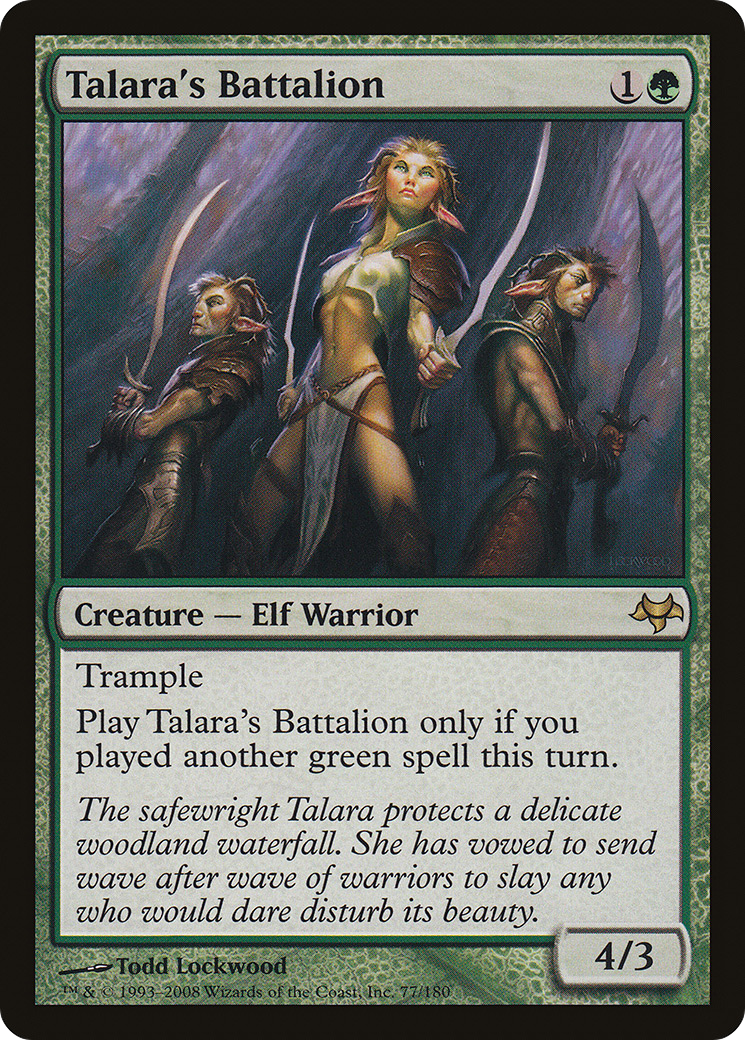 Talara's Battalion 1
LOCKWOOD
Creature — Elf Warrior
Trample
Play Talara's Battalion only if you
played another green spell this turn.
The safewright Talara protects a delicate
woodland waterfall. She has vowed to send
wave after wave of warriors to slay any
who would dare disturb its beauty.
4/3
Todd Lockwood
™ & © 1993–2008 Wizards of the Coast, Inc. 77/180